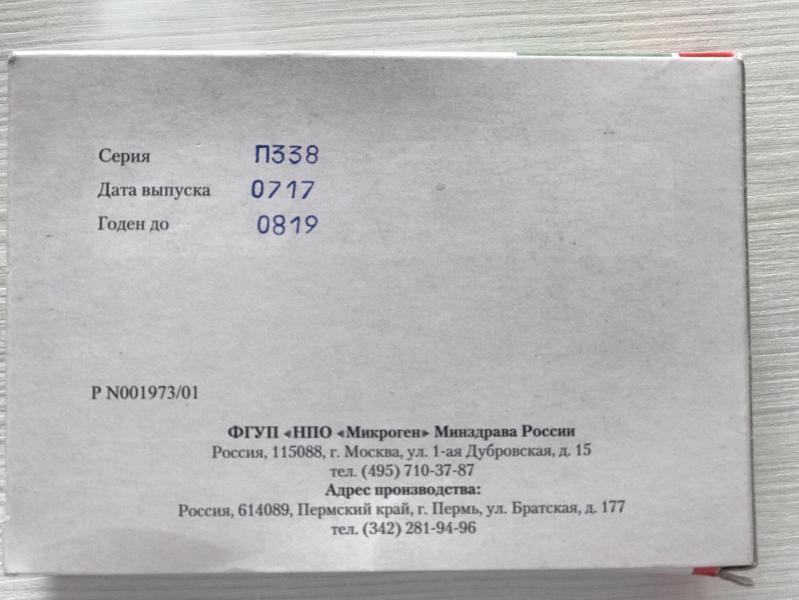 Серия П338
Дата выпуска 0717
Годен до 0819
Р N001973/01
ФГУП «НПО «Микроген» Минздрава России
Россия, 115088, г. Москва, ул. 1-ая Дубровская, д. 15
тел. (495) 710-37-87
Адрес производства:
Россия, 614089, Пермский край, г. Пермь, ул. Братская, д. 177
тел. (342) 281-94-96